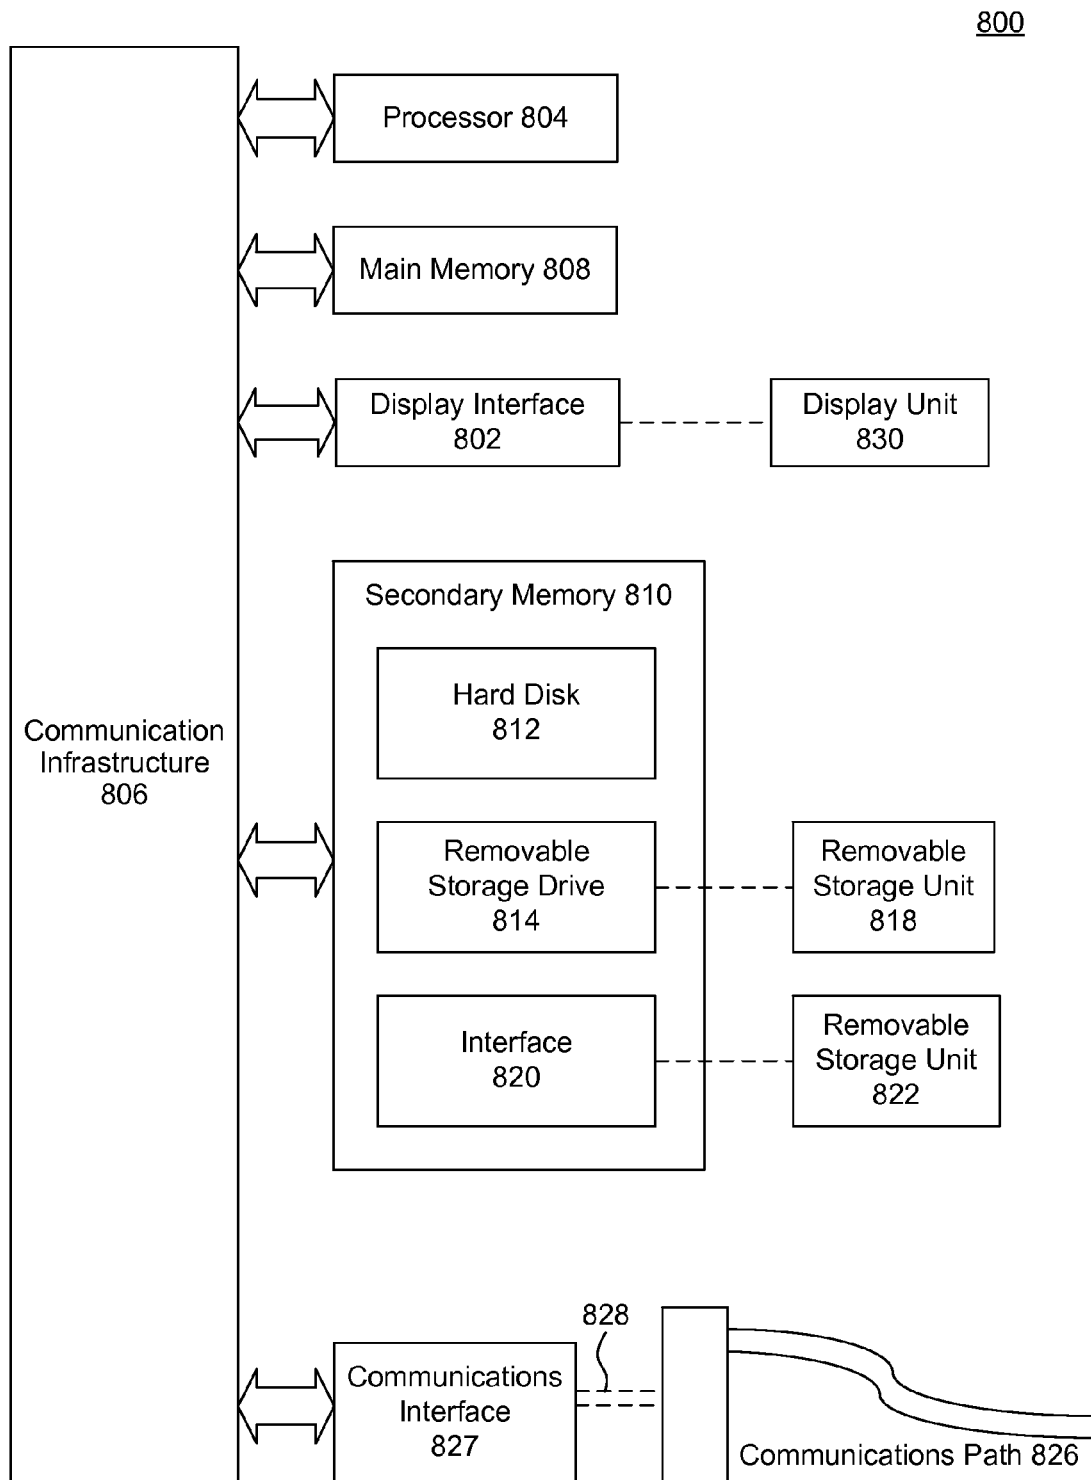 800
Processor 804
Main Memory 808
Display Interface
802
Display Unit
830
Secondary Memory 810
Hard Disk
812
Communication
Infrastructure
806
Removable
Storage Drive
814
Removable
Storage Unit
818
Interface
820
Removable
Storage Unit
822
828
Communications
Interface
827
Communications Path 826